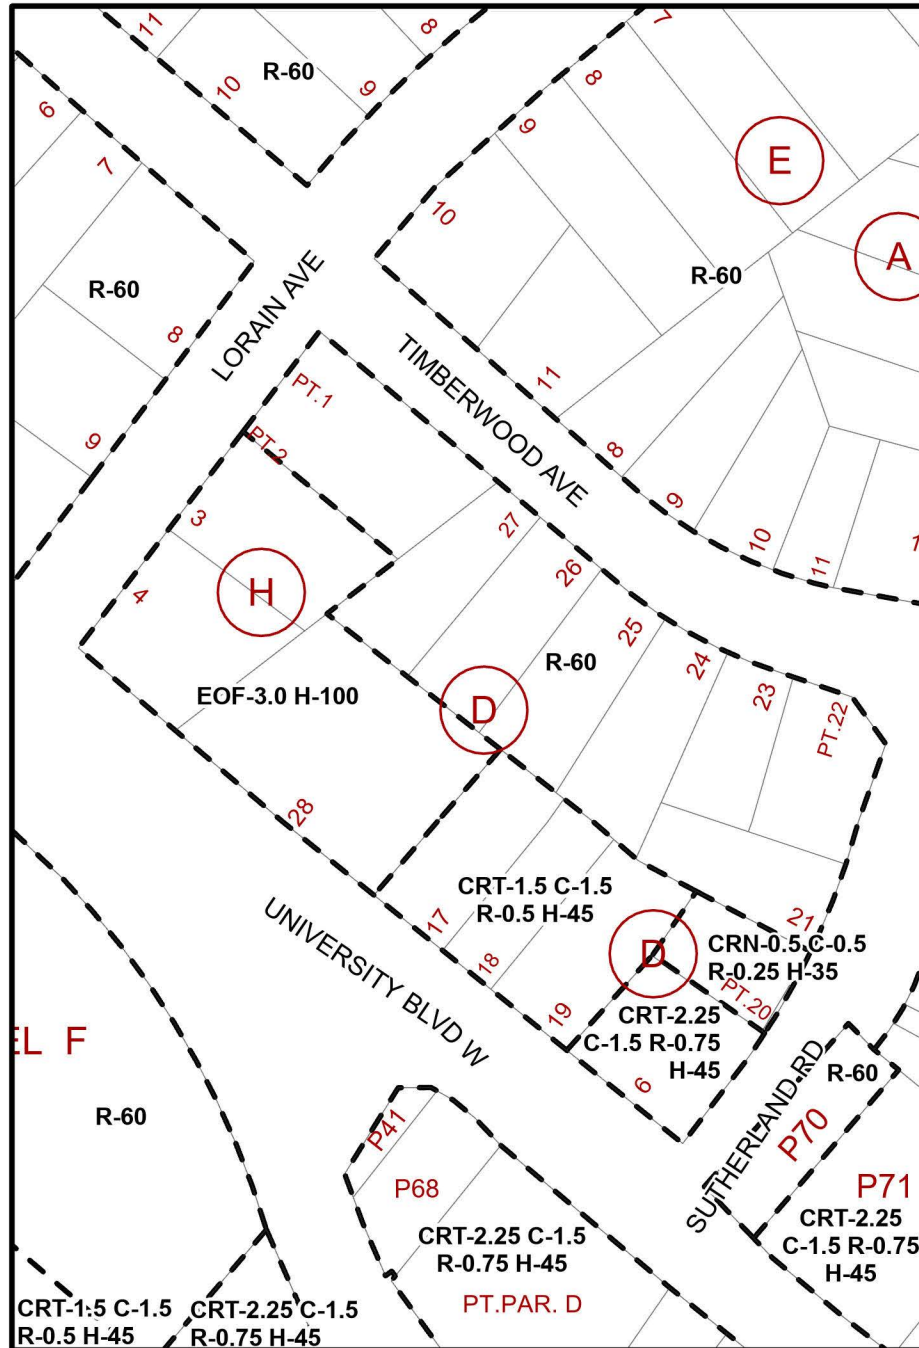 11
8
R-60
10
9
7
8
6
9
E
7
10
A
R-60
R-60
LORAIN AVE
TIMBERWOOD AVE
8
PT.1
11
9
PT.2
8
3
27
9
10
11
1
26
H
4
25
24
R-60
23
EOF-3.0 H-100
D
PT.22
28
CRT-1.5 C-1.5
R-0.5 H-45
17
18
19
21
D
CRN-0.5 C-0.5
R-0.25 H-35
PT.20
CRT-2.25
C-1.5 R-0.75
H-45
6
UNIVERSITY BLVD W
EL F
R-60
SUTHERLAND RD
R-60
P70
P71
CRT-2.25
C-1.5 R-0.75
H-45
P41
P68
CRT-2.25 C-1.5
R-0.75 H-45
PT.PAR. D
CRT-1.5 C-1.5
R-0.5 H-45
CRT-2.25 C-1.5
R-0.75 H-45